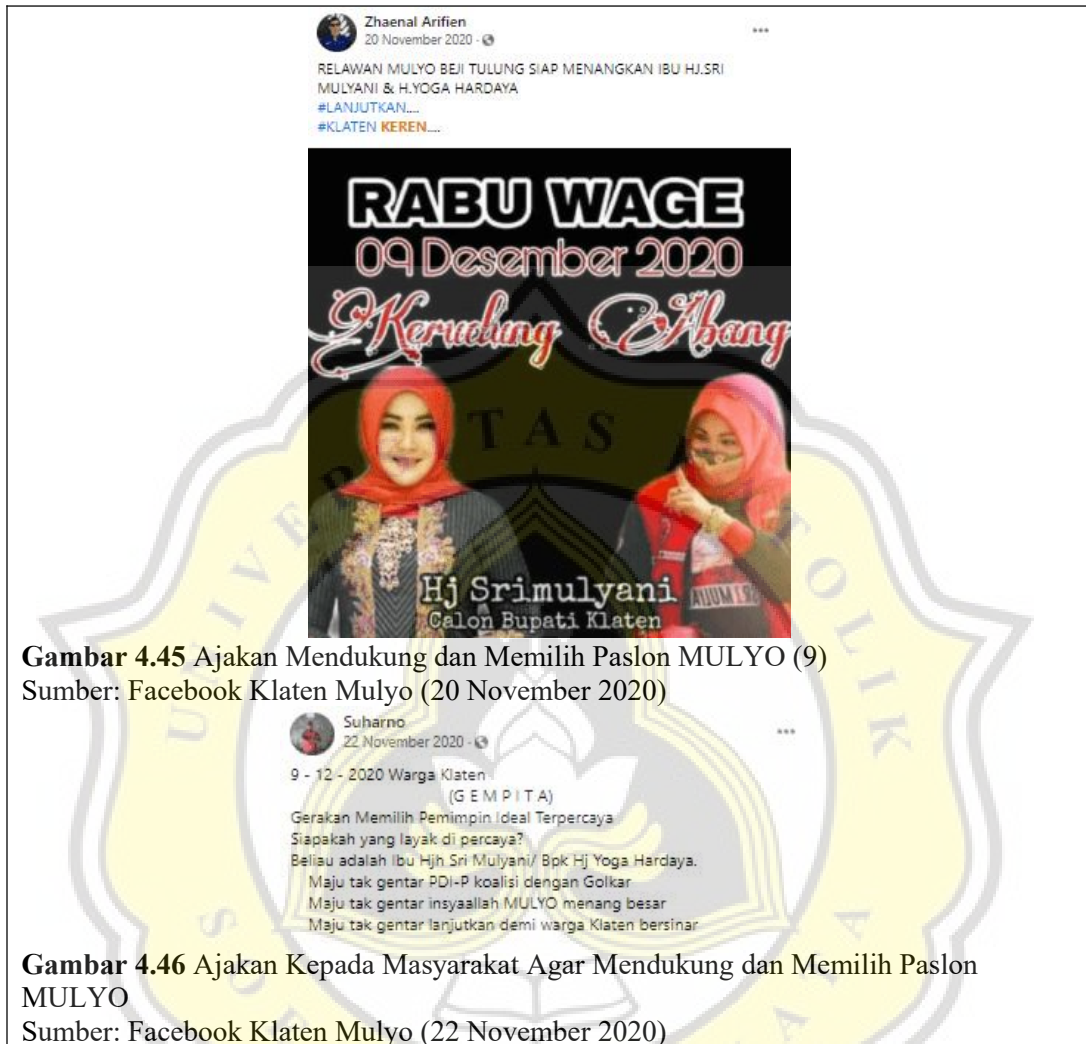 Zhaenal Arifien
20 November 2020 ·
RELAWAN MULYO BEJI TULUNG SIAP MENANGKAN IBU HJ.SRI
MULYANI & H.YOGA HARDAYA
#LANJUTKAN....
#KLATEN KEREN....
RABU WAGE
09 Desember 2020
Kerudung Abang
Hj Srimulyani
Calon Bupati Klaten
Gambar 4.45 Ajakan Mendukung dan Memilih Paslon MULYO (9)
Sumber: Facebook Klaten Mulyo (20 November 2020)
Suharno
22 November 2020 ·
9 - 12 - 2020 Warga Klaten
(G E M P I T A)
Gerakan Memilih Pemimpin Ideal Terpercaya
Siapakah yang layak di percaya?
Beliau adalah Ibu Hjh Sri Mulyani/ Bpk Hj Yoga Hardaya.
Maju tak gentar PDI-P koalisi dengan Golkar
Maju tak gentar insyaallah MULYO menang besar
Maju tak gentar lanjutkan demi warga Klaten bersinar
Gambar 4.46 Ajakan Kepada Masyarakat Agar Mendukung dan Memilih Paslon
MULYO
Sumber: Facebook Klaten Mulyo (22 November 2020)